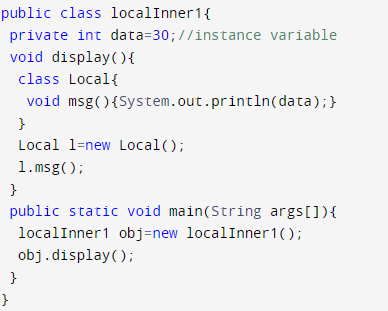 public class localInner1{
 private int data=30;//instance variable
 void display(){
  class Local{
   void msg(){System.out.println(data);}
  }
  Local l=new Local();
  l.msg();
 }
 public static void main(String args[]){
  localInner1 obj=new localInner1();
  obj.display();
 }
}